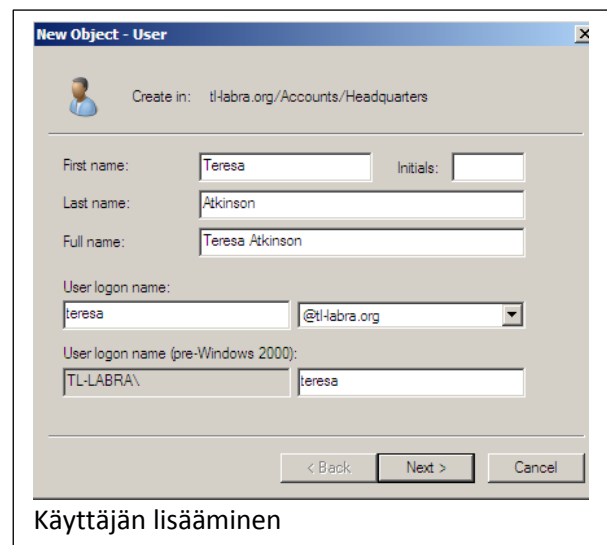 New Object - User
Create in: tl-labra.org/Accounts/Headquarters
First name: Teresa Initials:
Last name: Atkinson
Full name: Teresa Atkinson
User logon name:
teresa @tl-labra.org
User logon name (pre-Windows 2000):
TL-LABRA\ teresa
< Back Next > Cancel
Käyttäjän lisääminen